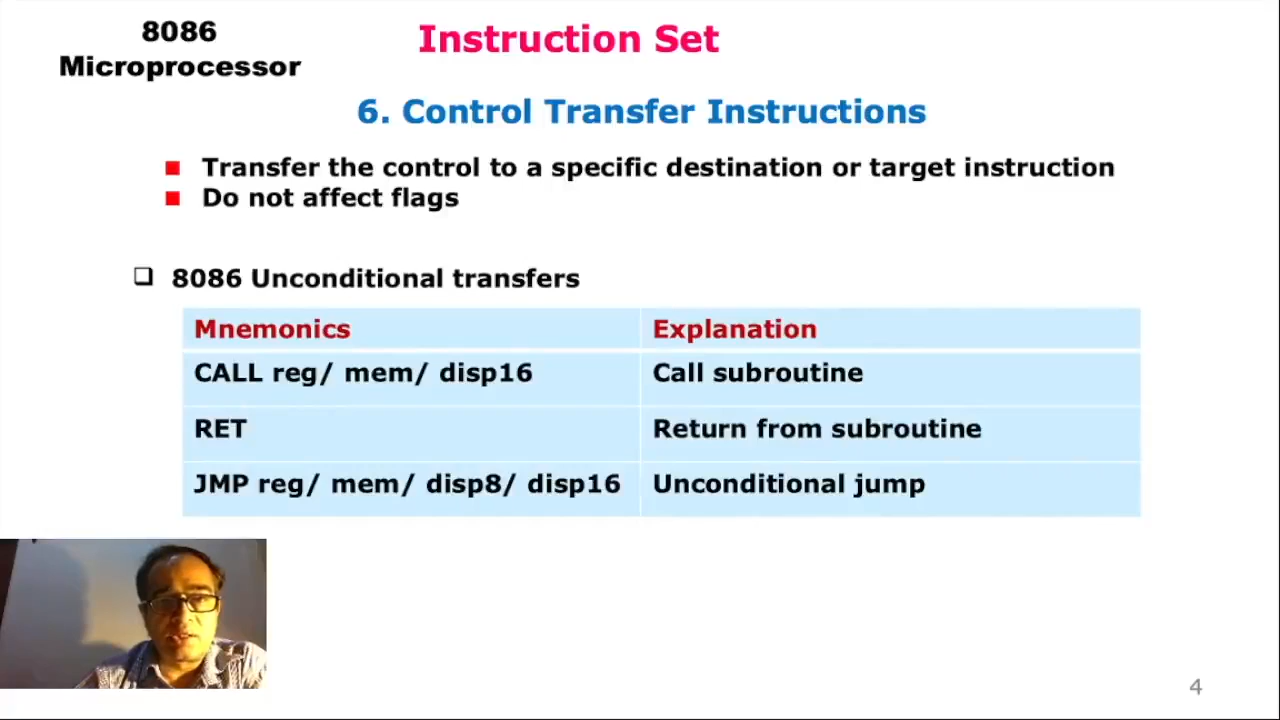 8086
Microprocessor
Instruction Set
6. Control Transfer Instructions
Transfer the control to a specific destination or target instruction
Do not affect flags
8086 Unconditional transfers
Mnemonics Explanation
CALL reg/ mem/ disp16 Call subroutine
RET Return from subroutine
JMP reg/ mem/ disp8/ disp16 Unconditional jump
4